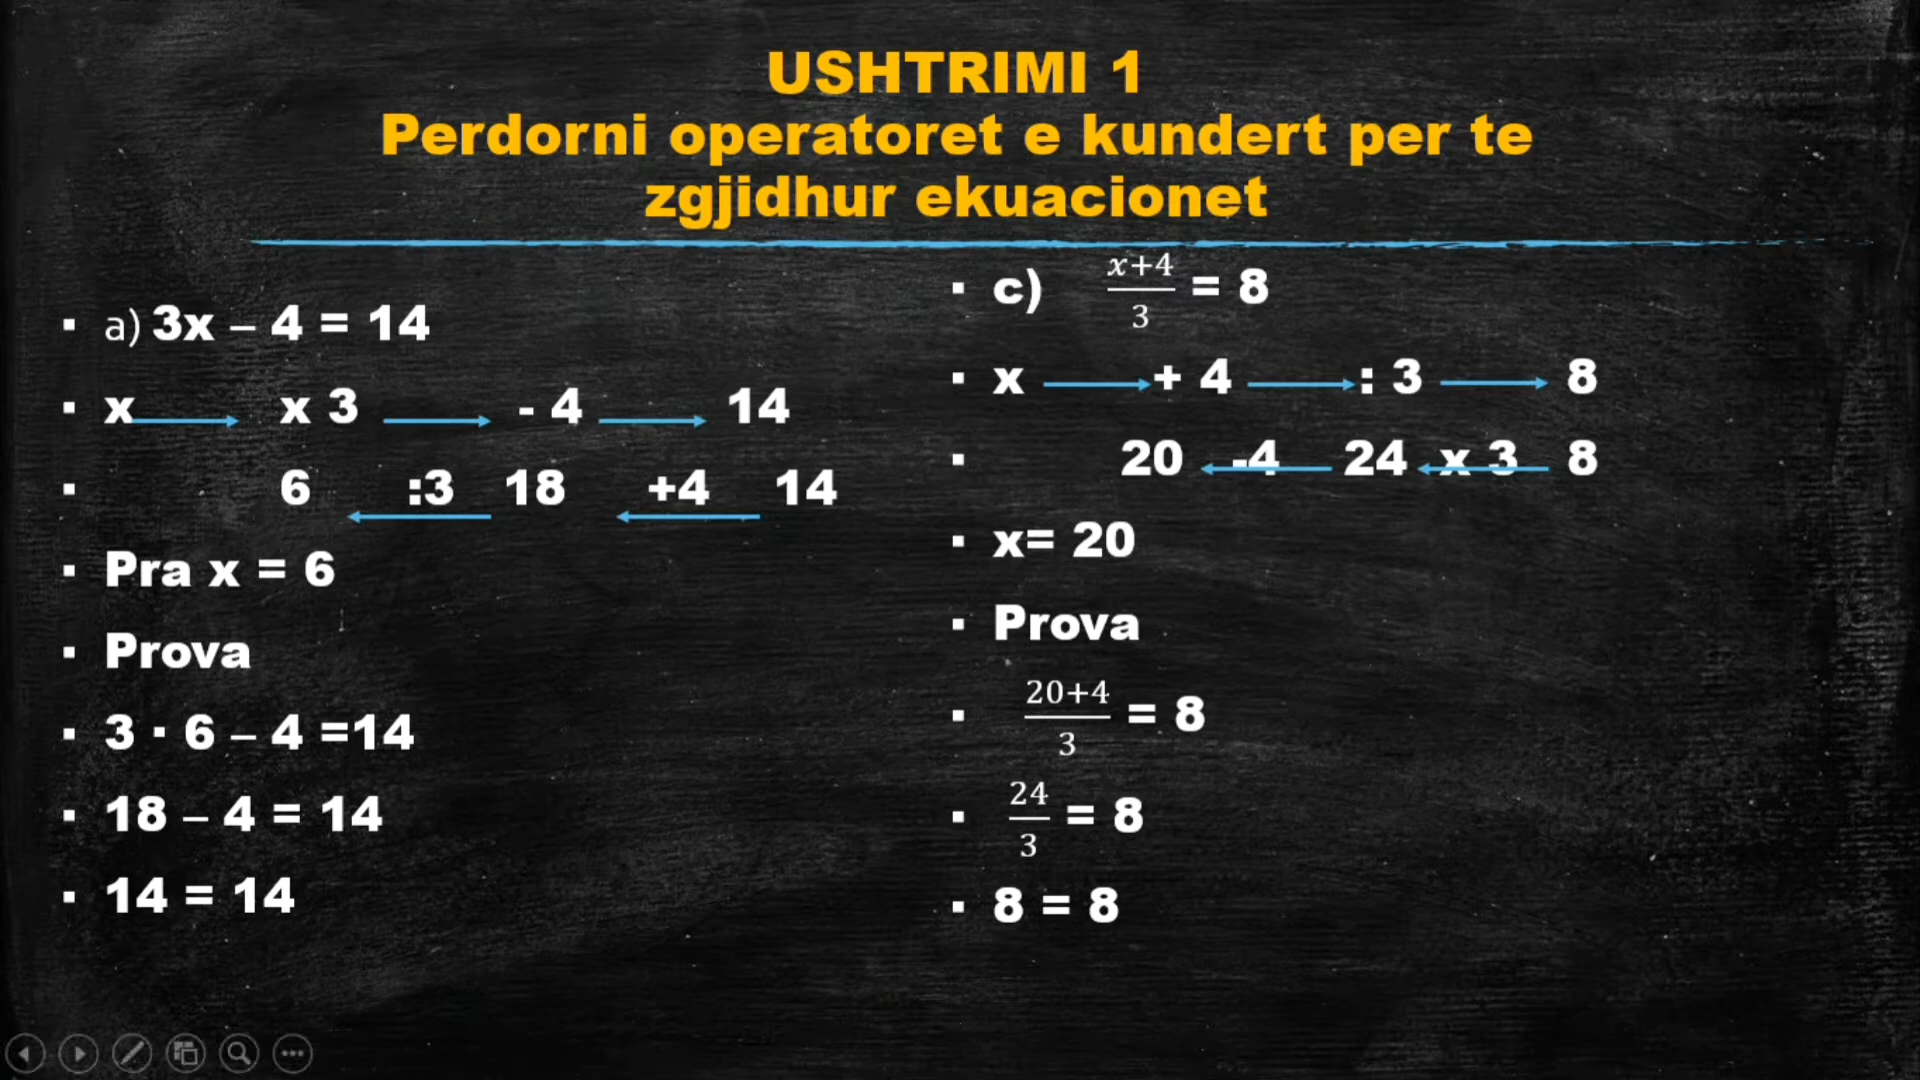 USHTRIMI 1
Perdorni operatoret e kundert per te
zgjidhur ekuacionet
▪ a) 3x – 4 = 14
▪ x → x 3 → - 4 → 14
▪ 6 ← :3 18 ← +4 14
▪ Pra x = 6
▪ Prova
▪ 3 · 6 – 4 =14
▪ 18 – 4 = 14
▪ 14 = 14
▪ c) (x+4)/3 = 8
▪ x → + 4 → : 3 → 8
▪ 20 ← -4 24 ← x 3 8
▪ x= 20
▪ Prova
▪ (20+4)/3 = 8
▪ 24/3 = 8
▪ 8 = 8